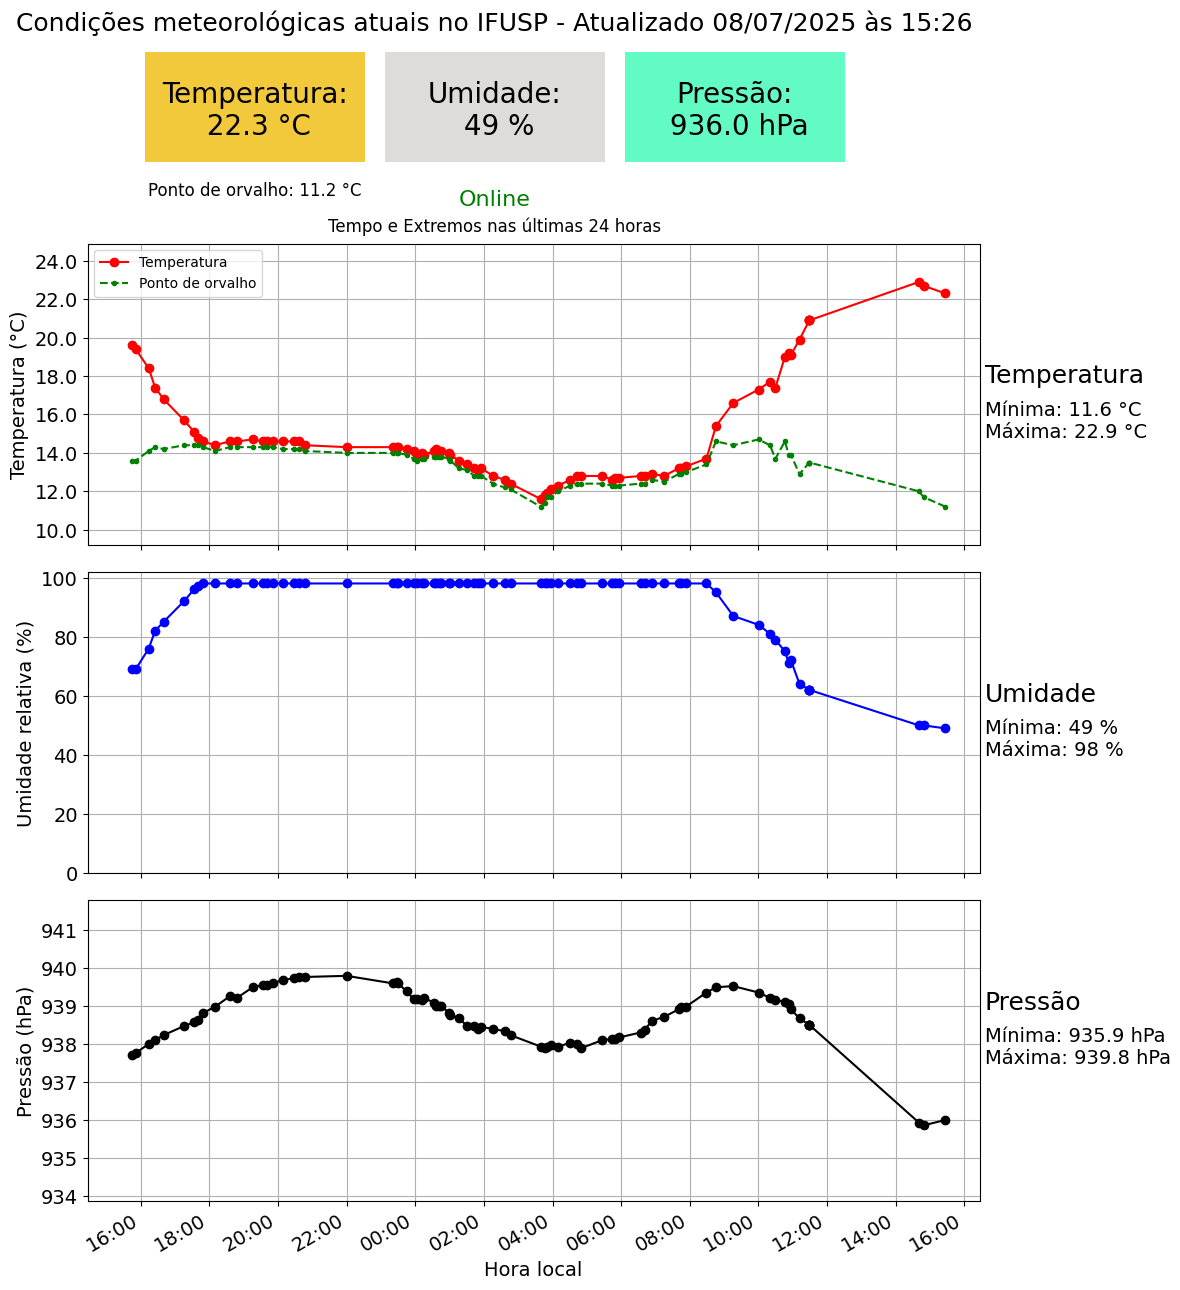 Condições meteorológicas atuais no IFUSP - Atualizado 08/07/2025 às 15:26
Temperatura:
22.3 °C
Umidade:
49 %
Pressão:
936.0 hPa
Ponto de orvalho: 11.2 °C
Online
Tempo e Extremos nas últimas 24 horas
Temperatura
Ponto de orvalho
Temperatura (°C)
24.0
22.0
20.0
18.0
16.0
14.0
12.0
10.0
Temperatura
Mínima: 11.6 °C
Máxima: 22.9 °C
Umidade relativa (%)
100
80
60
40
20
0
Umidade
Mínima: 49 %
Máxima: 98 %
Pressão (hPa)
941
940
939
938
937
936
935
934
Pressão
Mínima: 935.9 hPa
Máxima: 939.8 hPa
16:00
18:00
20:00
22:00
00:00
02:00
04:00
06:00
08:00
10:00
12:00
14:00
16:00
Hora local